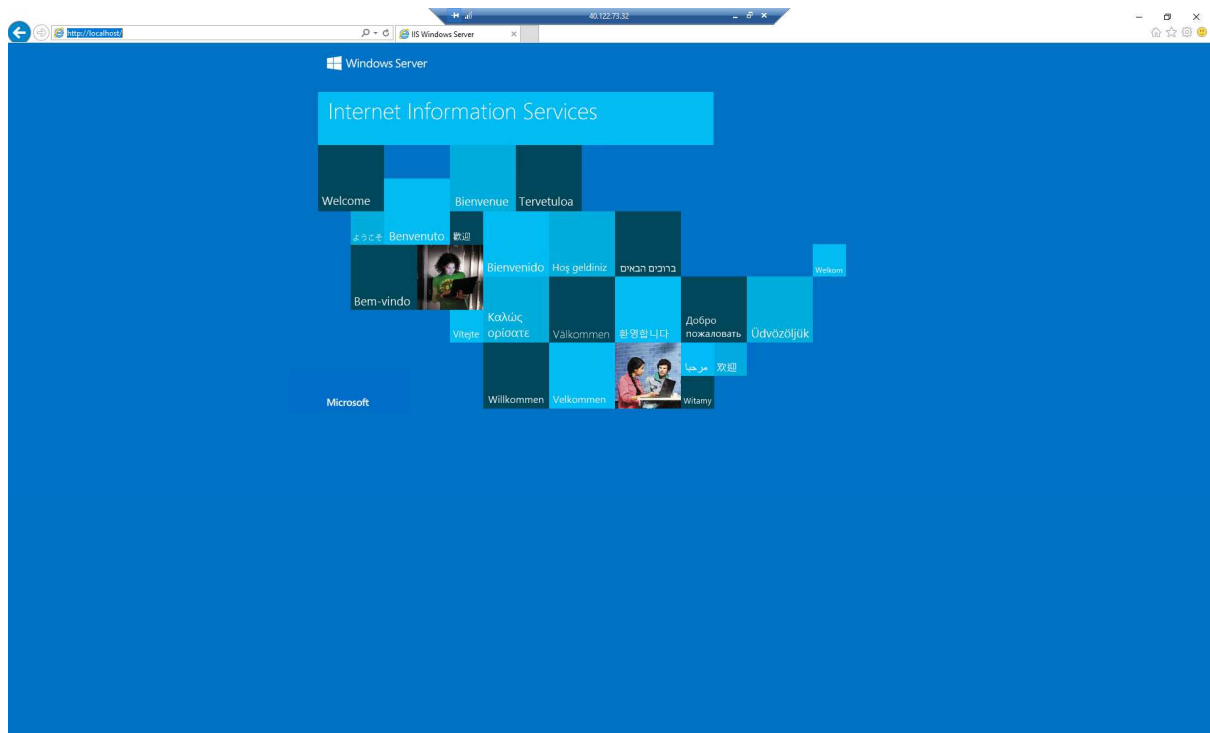 40.122.73.32
http://localhost/
IIS Windows Server
Windows Server
Internet Information Services
Welcome
Bienvenue
Tervetuloa
ようこそ
Benvenuto
歡迎
Bienvenido
Hoş geldiniz
ברוכים הבאים
Welkom
Bem-vindo
Vítejte
Καλώς
ορίσατε
Välkommen
환영합니다
Добро
пожаловать
Üdvözöljük
مرحبا
欢迎
Microsoft
Willkommen
Velkommen
Witamy